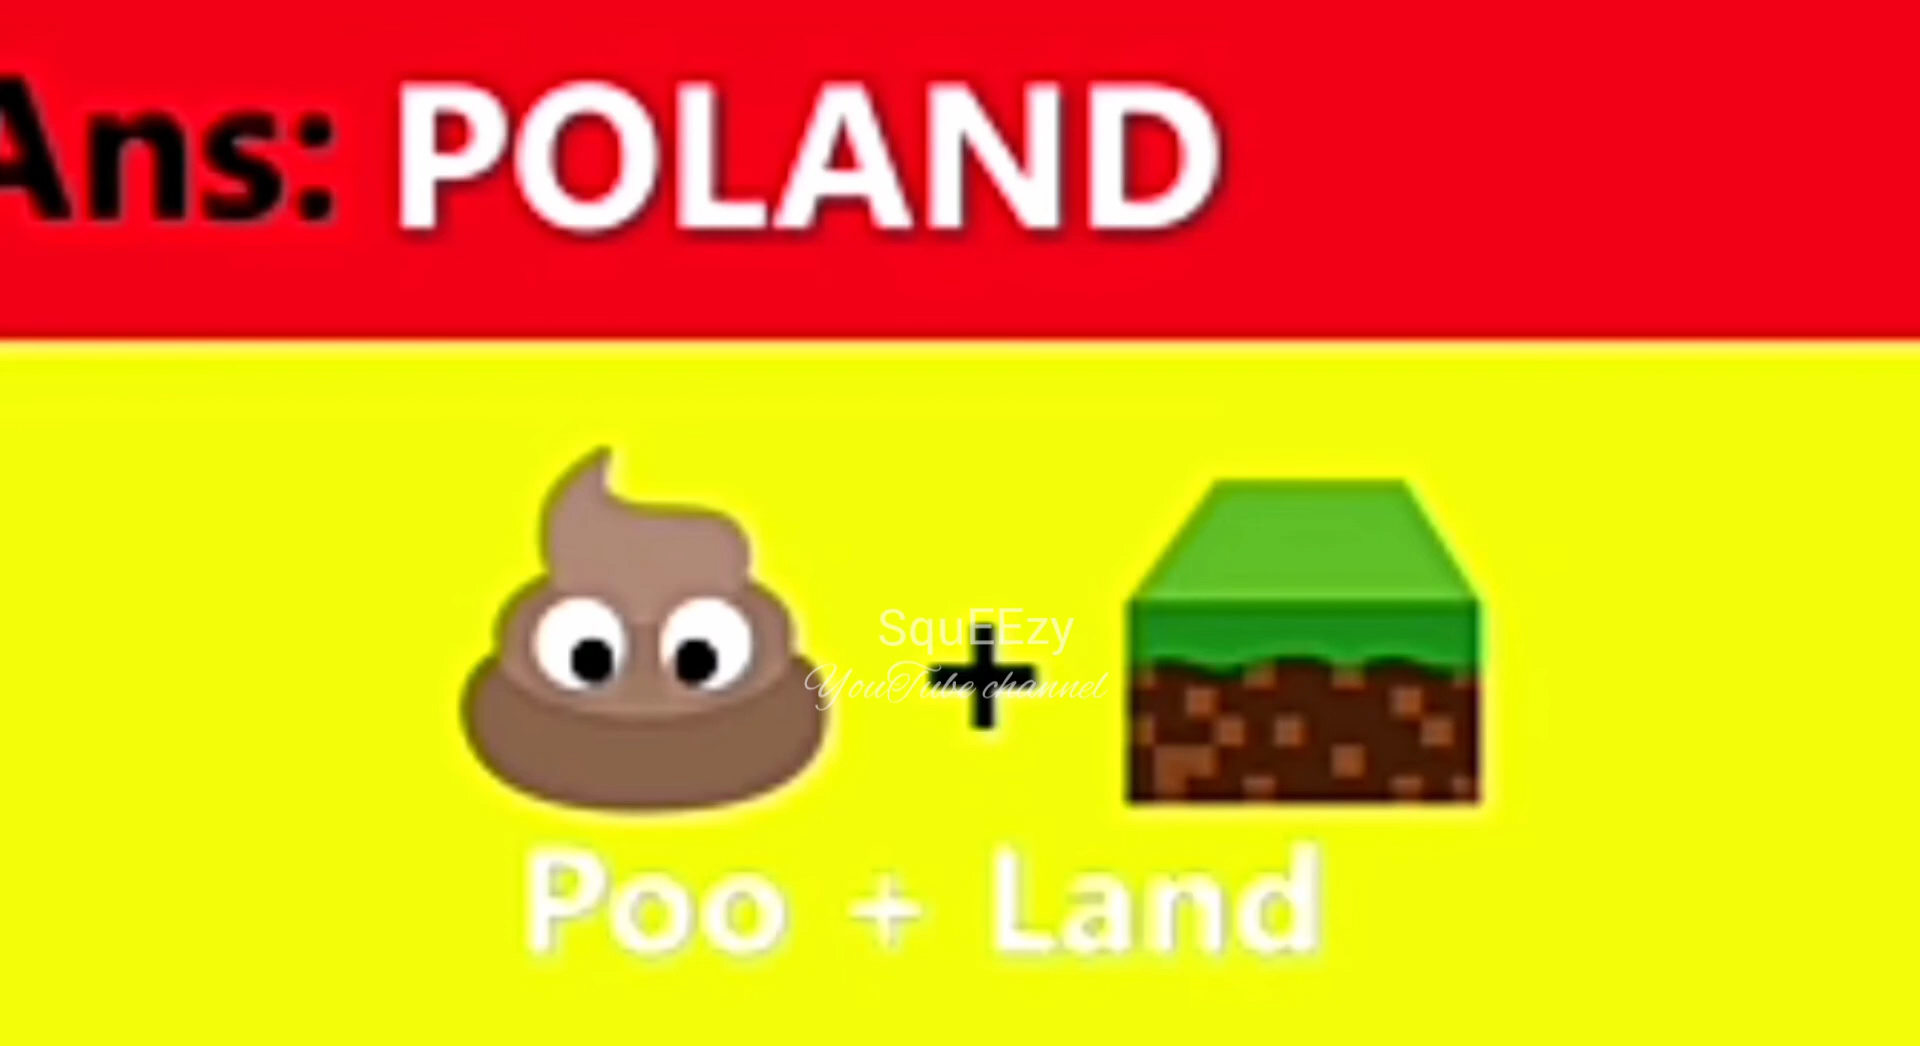 Ans: POLAND
SquEEzy
YouTube channel
+
Poo + Land